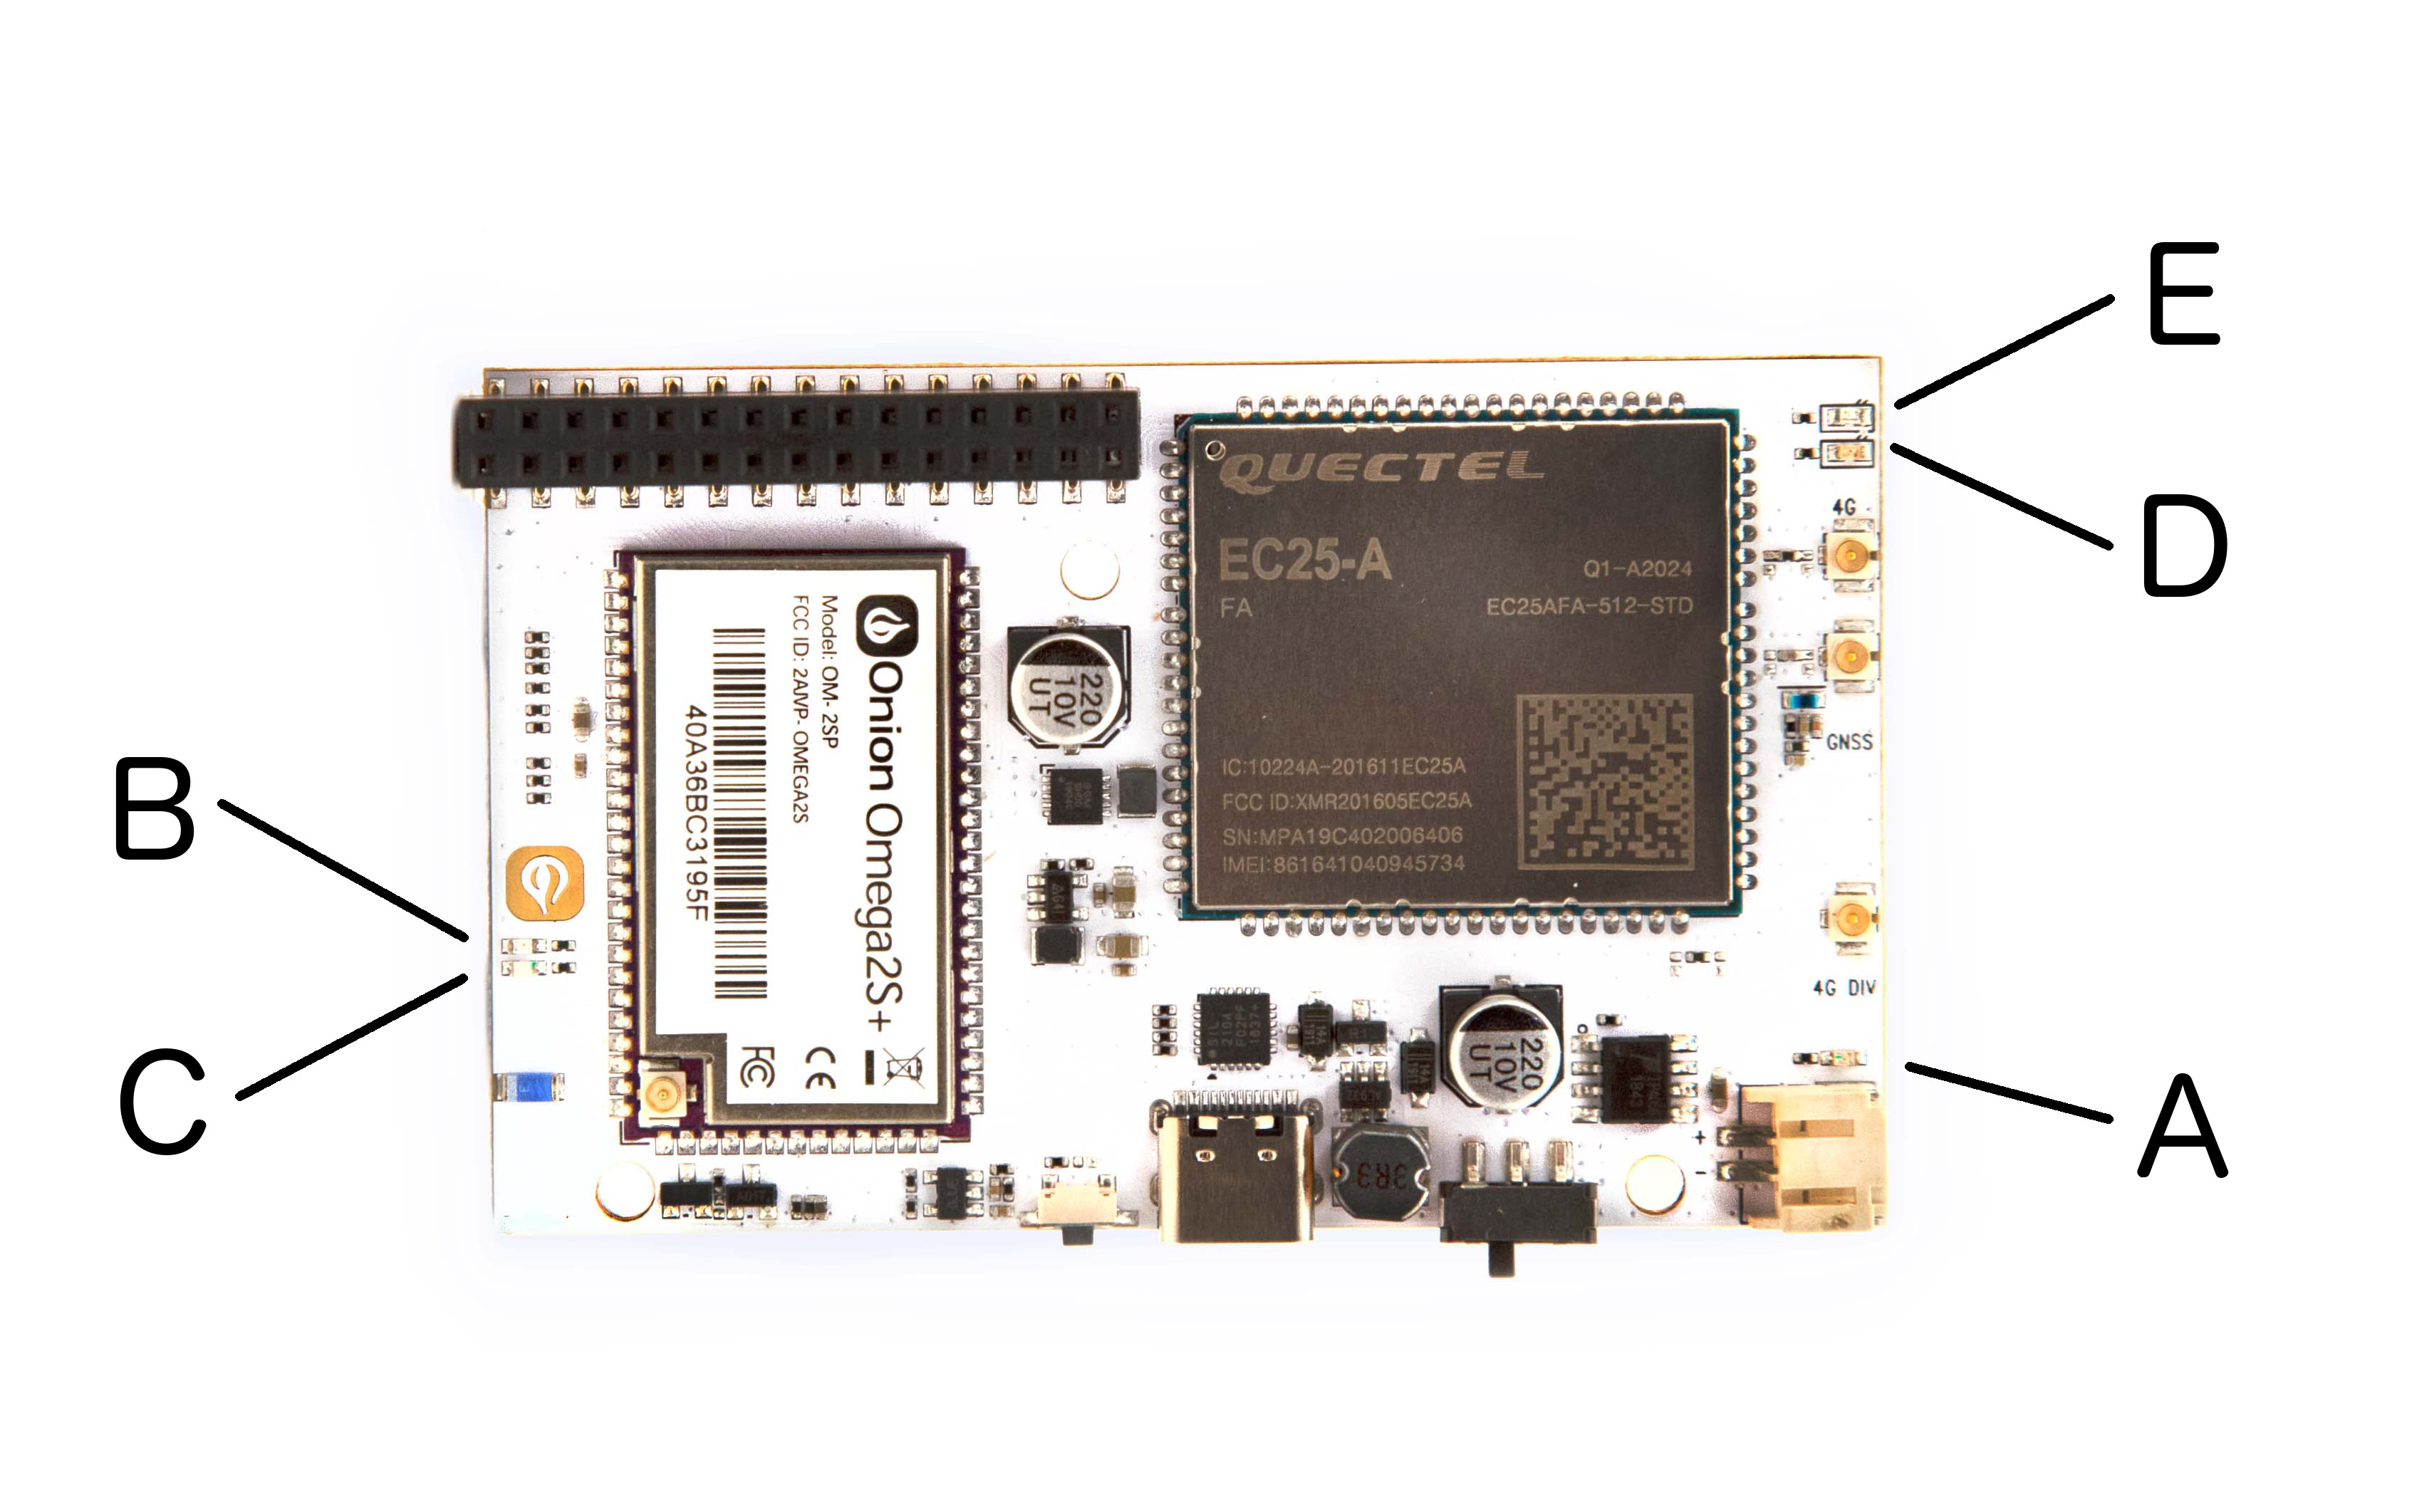 E
QUECTEL
EC25-A
Q1-A2024
FA
EC25AFA-512-STD
IC:10224A-201611EC25A
FCC ID:XMR201605EC25A
SN:MPA19C402006406
IMEI:861641040945734
D
4G
GNSS
4G DIV
A
B
C
Onion Omega2S+
Model: OM-2SP
FCC ID: 2AJVP-OMEGA2S
40A36BC3195F
FC
CE
220
10V
UT
220
10V
UT
3R3
+
-